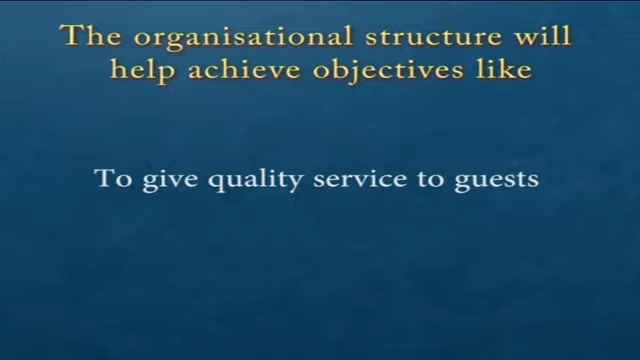 The organisational structure will
help achieve objectives like
To give quality service to guests